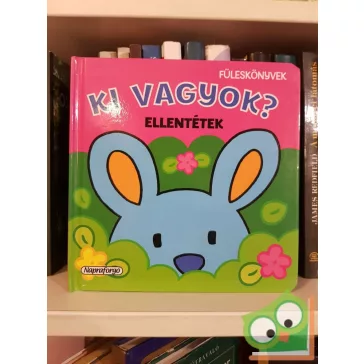 FÜLESKÖNYVEK
KI VAGYOK?
ELLENTÉTEK
Napraforgó
JAMES REDFIELD